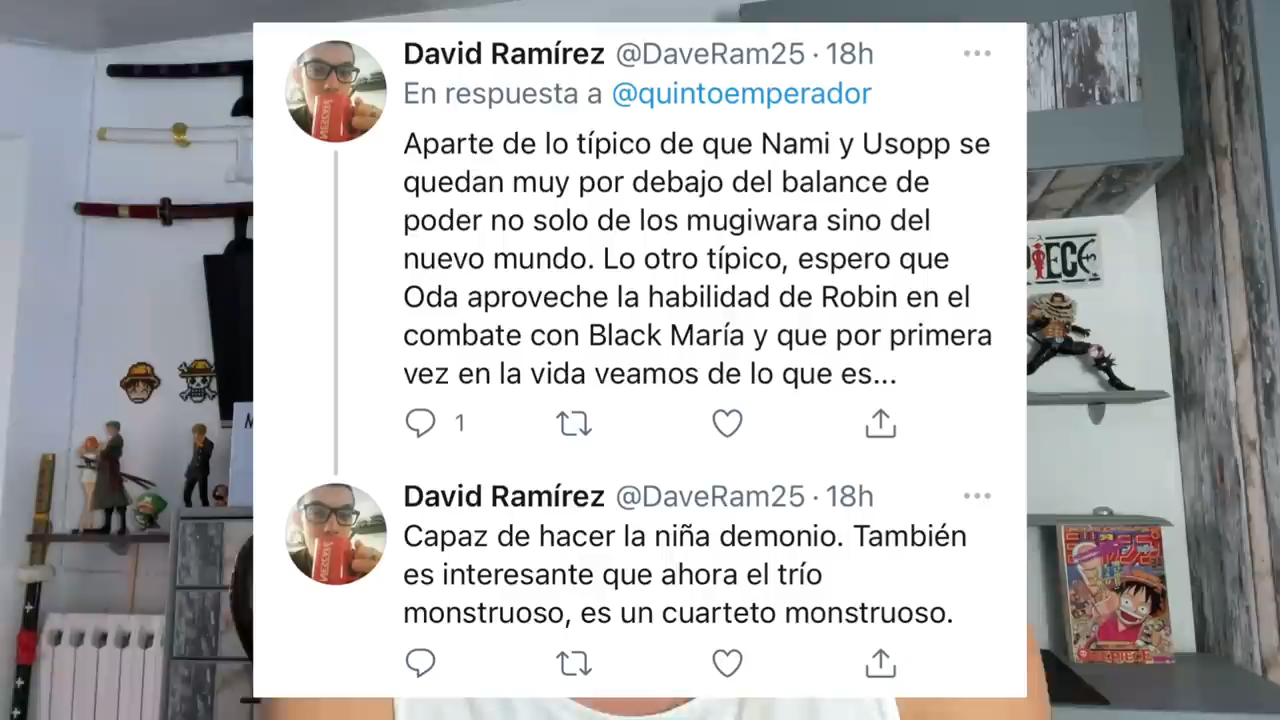 David Ramírez @DaveRam25 · 18h
En respuesta a @quintoemperador
Aparte de lo típico de que Nami y Usopp se
quedan muy por debajo del balance de
poder no solo de los mugiwara sino del
nuevo mundo. Lo otro típico, espero que
Oda aproveche la habilidad de Robin en el
combate con Black María y que por primera
vez en la vida veamos de lo que es...
1
David Ramírez @DaveRam25 · 18h
Capaz de hacer la niña demonio. También
es interesante que ahora el trío
monstruoso, es un cuarteto monstruoso.
PIECE